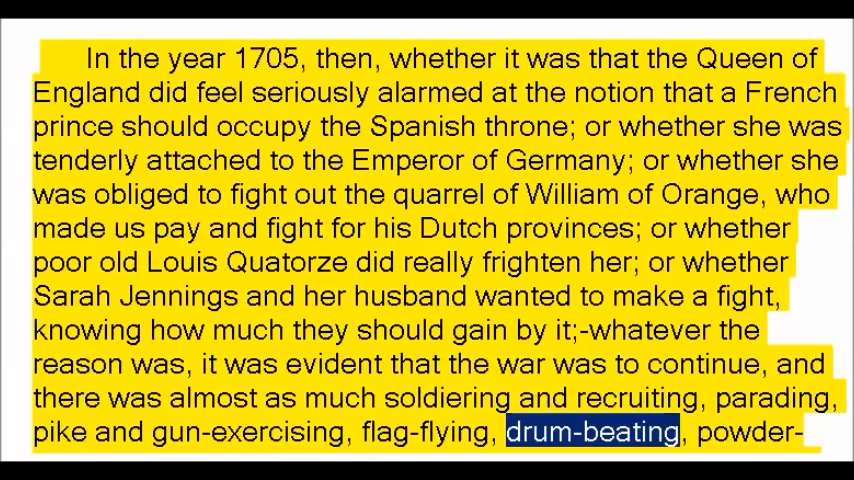 In the year 1705, then, whether it was that the Queen of
England did feel seriously alarmed at the notion that a French
prince should occupy the Spanish throne; or whether she was
tenderly attached to the Emperor of Germany; or whether she
was obliged to fight out the quarrel of William of Orange, who
made us pay and fight for his Dutch provinces; or whether
poor old Louis Quatorze did really frighten her; or whether
Sarah Jennings and her husband wanted to make a fight,
knowing how much they should gain by it;-whatever the
reason was, it was evident that the war was to continue, and
there was almost as much soldiering and recruiting, parading,
pike and gun-exercising, flag-flying, drum-beating, powder-